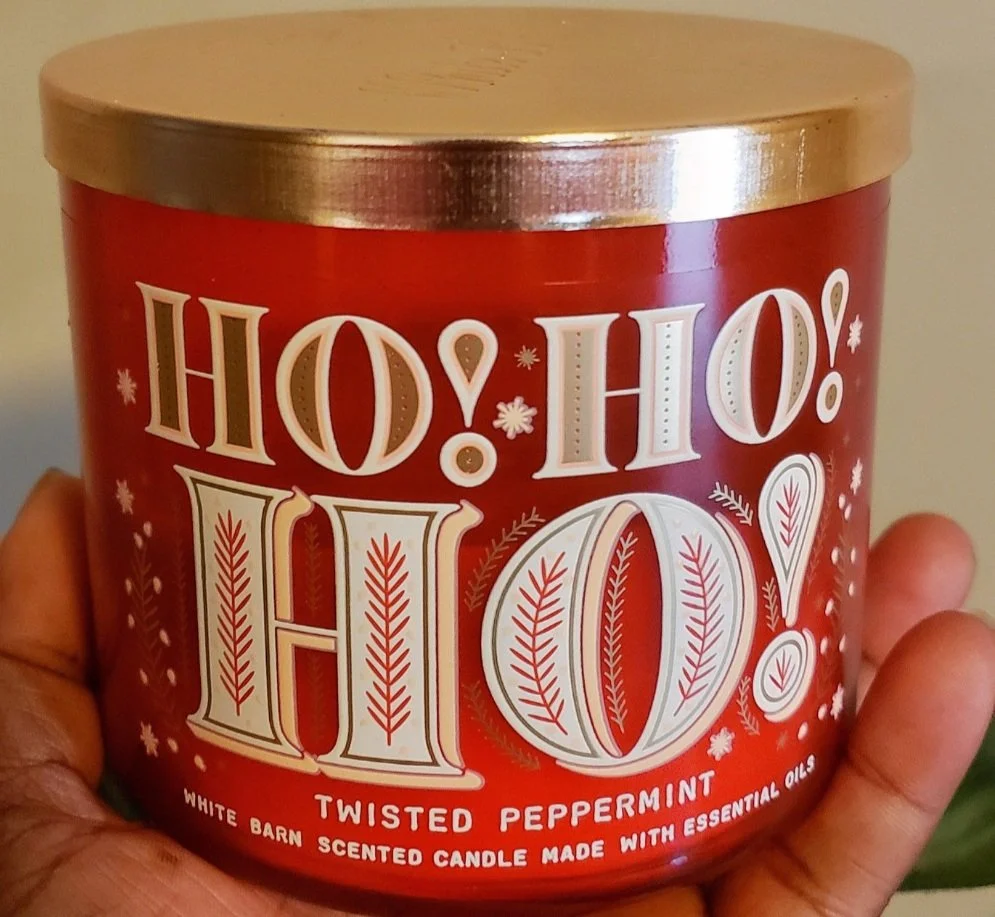 HO! HO!
HO!
TWISTED PEPPERMINT
WHITE BARN SCENTED CANDLE MADE WITH ESSENTIAL OILS